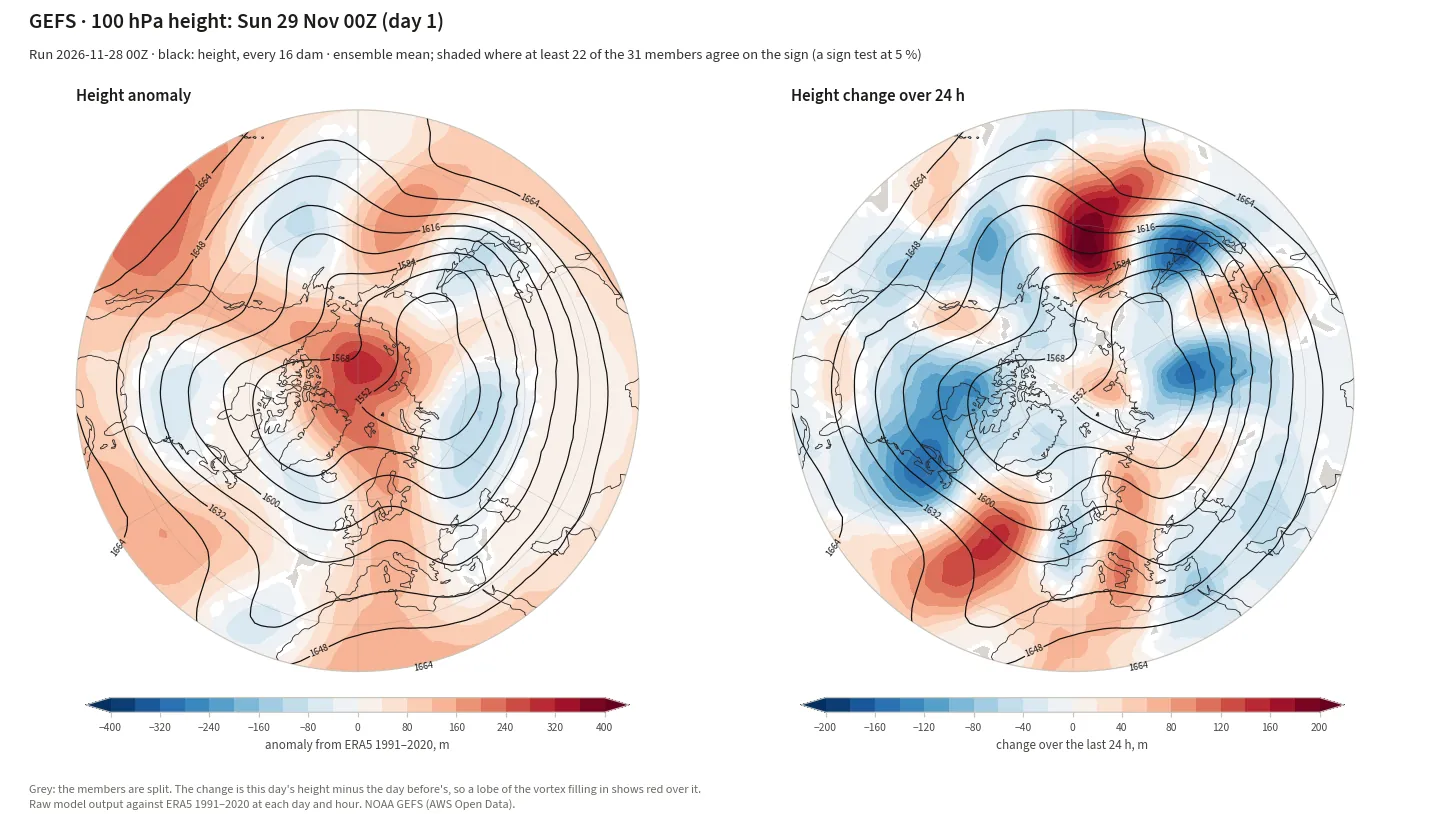 GEFS · 100 hPa height: Sun 29 Nov 00Z (day 1)
Run 2026-11-28 00Z · black: height, every 16 dam · ensemble mean; shaded where at least 22 of the 31 members agree on the sign (a sign test at 5 %)
Height anomaly
Height change over 24 h
1664
1664
1648
1616
1584
1568
1552
1600
1632
1664
1648
1664
1664
1664
1648
1616
1584
1568
1552
1600
1632
1664
1648
1664
−400 −320 −240 −160 −80 0 80 160 240 320 400
anomaly from ERA5 1991–2020, m
−200 −160 −120 −80 −40 0 40 80 120 160 200
change over the last 24 h, m
Grey: the members are split. The change is this day's height minus the day before's, so a lobe of the vortex filling in shows red over it.
Raw model output against ERA5 1991–2020 at each day and hour. NOAA GEFS (AWS Open Data).